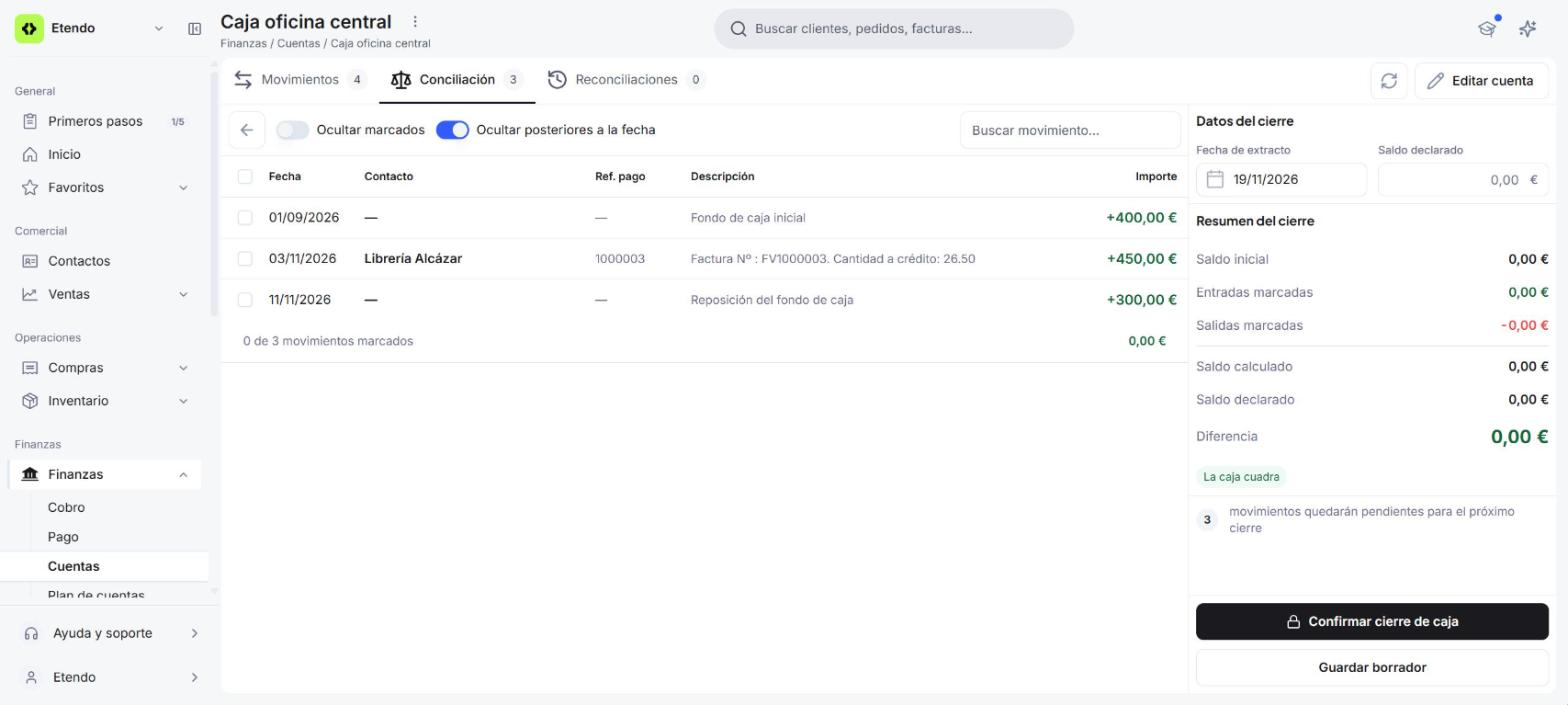 Etendo
Caja oficina central
Finanzas / Cuentas / Caja oficina central
Buscar clientes, pedidos, facturas...
General
Primeros pasos 1/5
Inicio
Favoritos
Comercial
Contactos
Ventas
Operaciones
Compras
Inventario
Finanzas
Finanzas
Cobro
Pago
Cuentas
Plan de cuentas
Ayuda y soporte
Etendo
Movimientos 4 Conciliación 3 Reconciliaciones 0
Editar cuenta
Ocultar marcados Ocultar posteriores a la fecha Buscar movimiento...
Fecha Contacto Ref. pago Descripción Importe
01/09/2026 — — Fondo de caja inicial +400,00 €
03/11/2026 Librería Alcázar 1000003 Factura Nº : FV1000003. Cantidad a crédito: 26.50 +450,00 €
11/11/2026 — — Reposición del fondo de caja +300,00 €
0 de 3 movimientos marcados 0,00 €
Datos del cierre
Fecha de extracto Saldo declarado
19/11/2026 0,00 €
Resumen del cierre
Saldo inicial 0,00 €
Entradas marcadas 0,00 €
Salidas marcadas -0,00 €
Saldo calculado 0,00 €
Saldo declarado 0,00 €
Diferencia 0,00 €
La caja cuadra
3 movimientos quedarán pendientes para el próximo
cierre
Confirmar cierre de caja
Guardar borrador